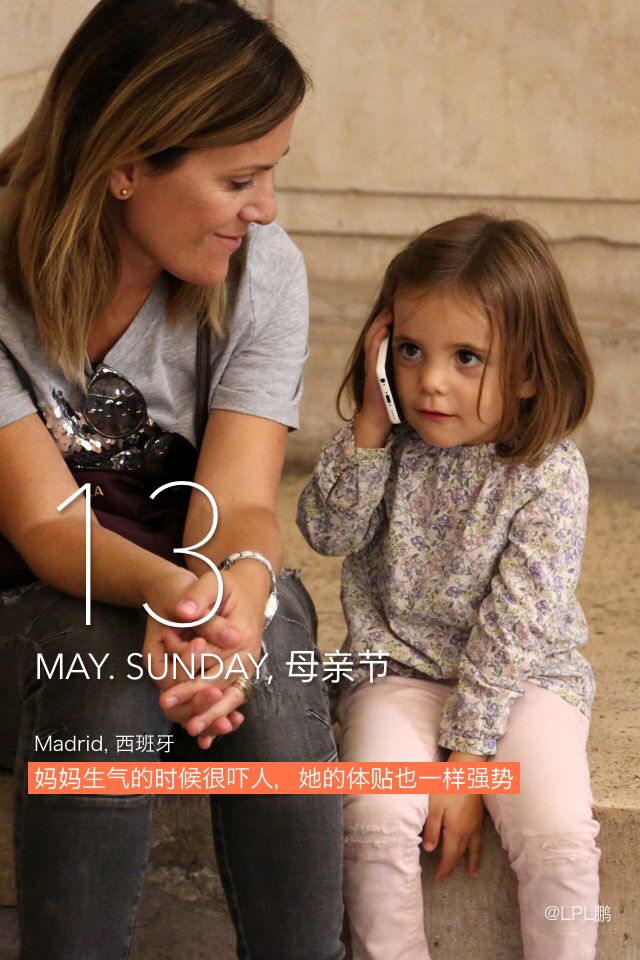 IA
13
MAY. SUNDAY, 母亲节
Madrid, 西班牙
妈妈生气的时候很吓人，她的体贴也一样强势
@LPL鹏